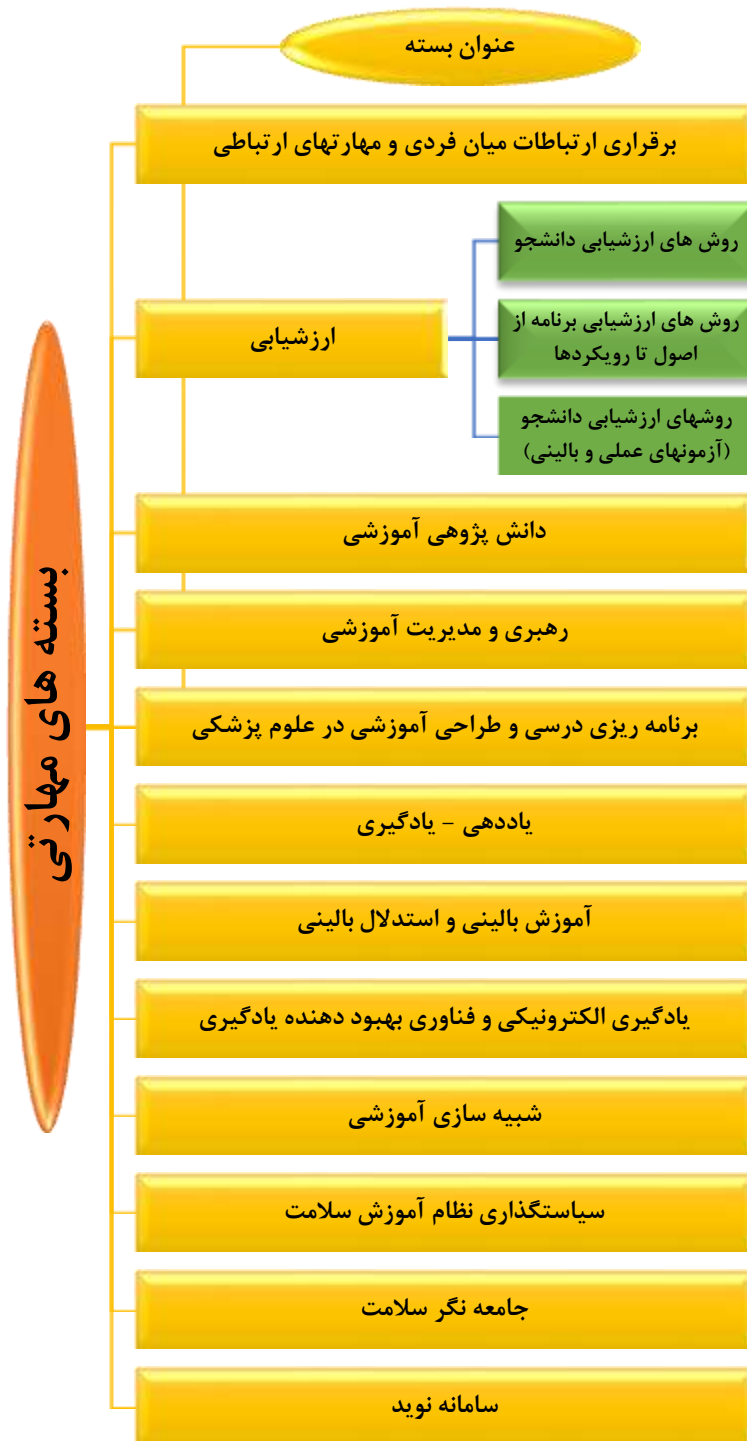 عنوان بسته
برقراری ارتباطات میان فردی و مهارتهای ارتباطی
ارزشیابی
روش های ارزشیابی دانشجو
روش های ارزشیابی برنامه از
اصول تا رویکردها
روشهای ارزشیابی دانشجو
(آزمونهای عملی و بالینی)
دانش پژوهی آموزشی
رهبری و مدیریت آموزشی
برنامه ریزی درسی و طراحی آموزشی در علوم پزشکی
یاددهی - یادگیری
آموزش بالینی و استدلال بالینی
یادگیری الکترونیکی و فناوری بهبود دهنده یادگیری
شبیه سازی آموزشی
سیاستگذاری نظام آموزش سلامت
جامعه نگر سلامت
سامانه نوید
بسته های مهارتی